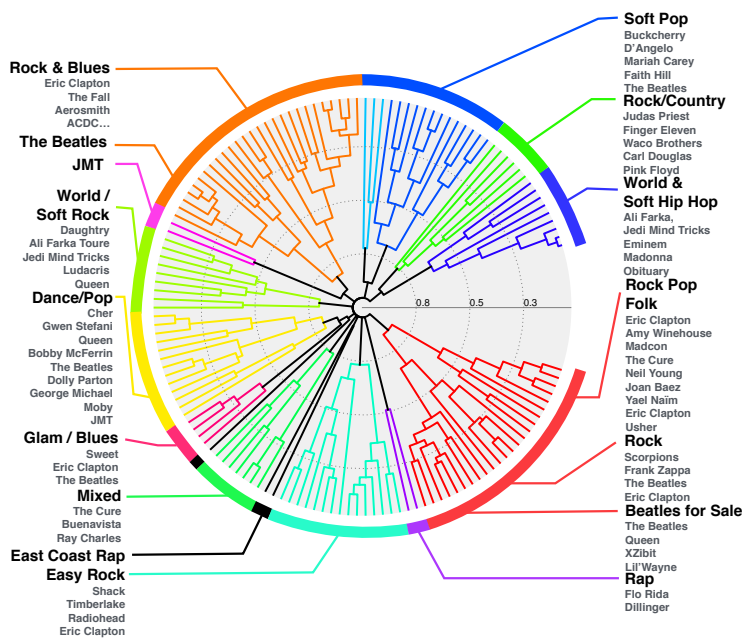 Rock & Blues
Eric Clapton
The Fall
Aerosmith
ACDC...
The Beatles
JMT
World /
Soft Rock
Daughtry
Ali Farka Toure
Jedi Mind Tricks
Ludacris
Queen
Dance/Pop
Cher
Gwen Stefani
Queen
Bobby McFerrin
The Beatles
Dolly Parton
George Michael
Moby
JMT
Glam / Blues
Sweet
Eric Clapton
The Beatles
Mixed
The Cure
Buenavista
Ray Charles
East Coast Rap
Easy Rock
Shack
Timberlake
Radiohead
Eric Clapton
0.8 0.5 0.3
Soft Pop
Buckcherry
D'Angelo
Mariah Carey
Faith Hill
The Beatles
Rock/Country
Judas Priest
Finger Eleven
Waco Brothers
Carl Douglas
Pink Floyd
World &
Soft Hip Hop
Ali Farka,
Jedi Mind Tricks
Eminem
Madonna
Obituary
Rock Pop
Folk
Eric Clapton
Amy Winehouse
Madcon
The Cure
Neil Young
Joan Baez
Yael Naïm
Eric Clapton
Usher
Rock
Scorpions
Frank Zappa
The Beatles
Eric Clapton
Beatles for Sale
The Beatles
Queen
XZibit
Lil'Wayne
Rap
Flo Rida
Dillinger